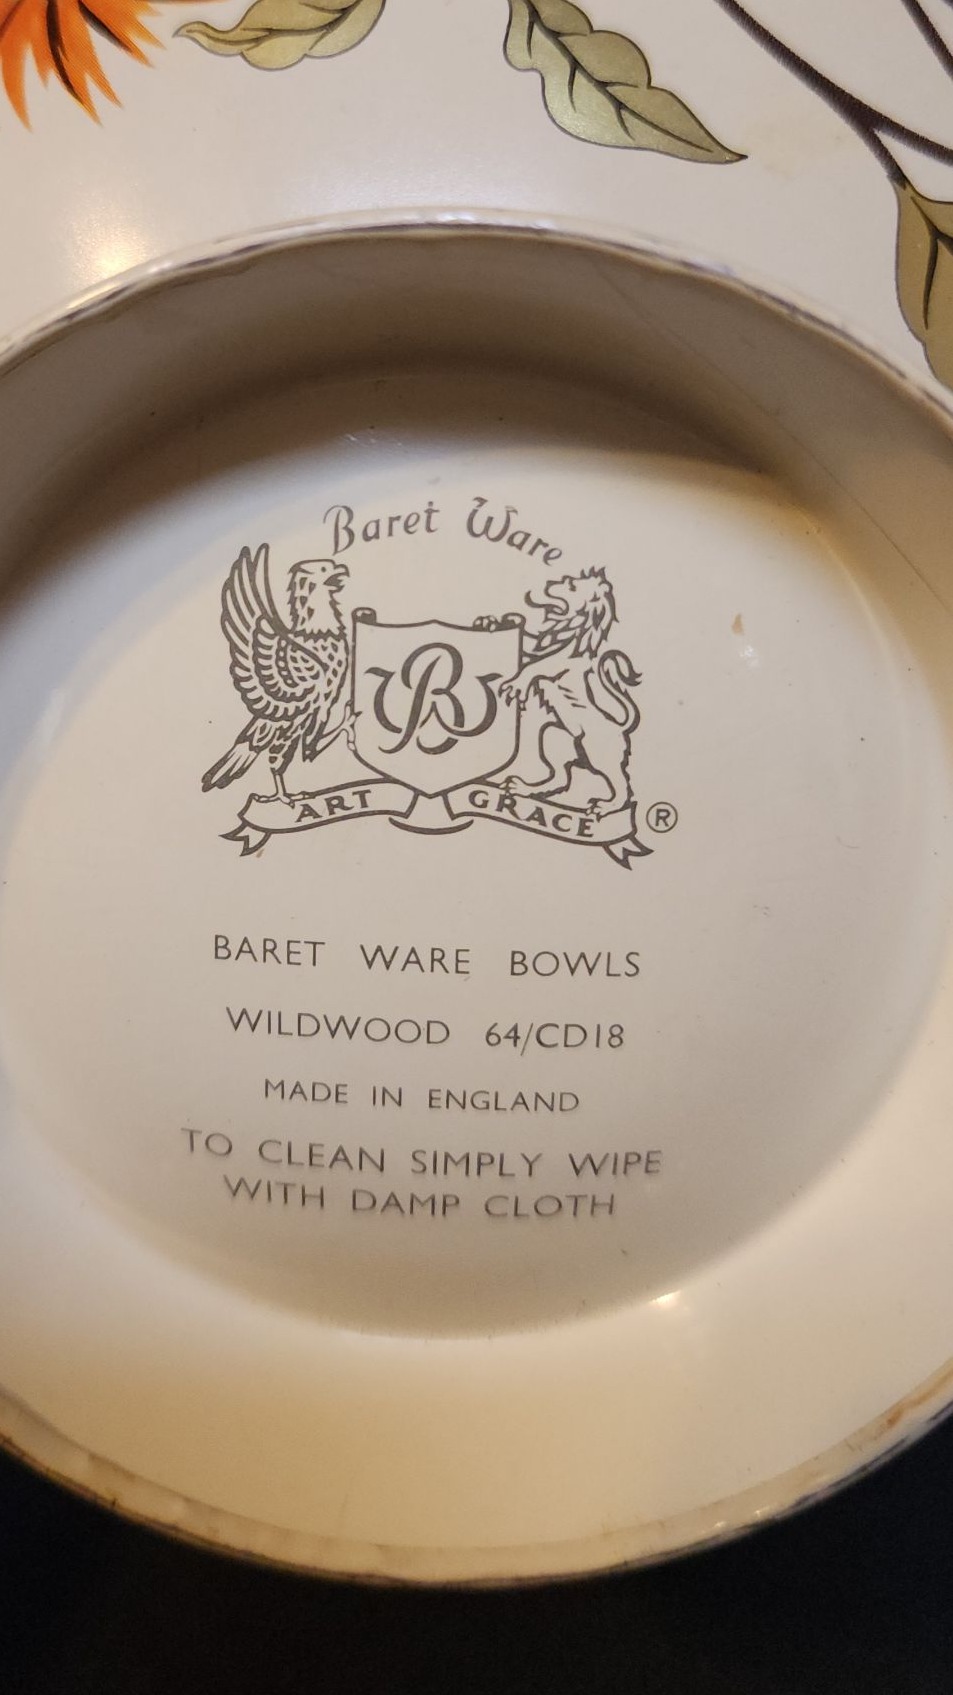 Baret Ware
BW
ART GRACE ®
BARET WARE BOWLS
WILDWOOD 64/CD18
MADE IN ENGLAND
TO CLEAN SIMPLY WIPE
WITH DAMP CLOTH